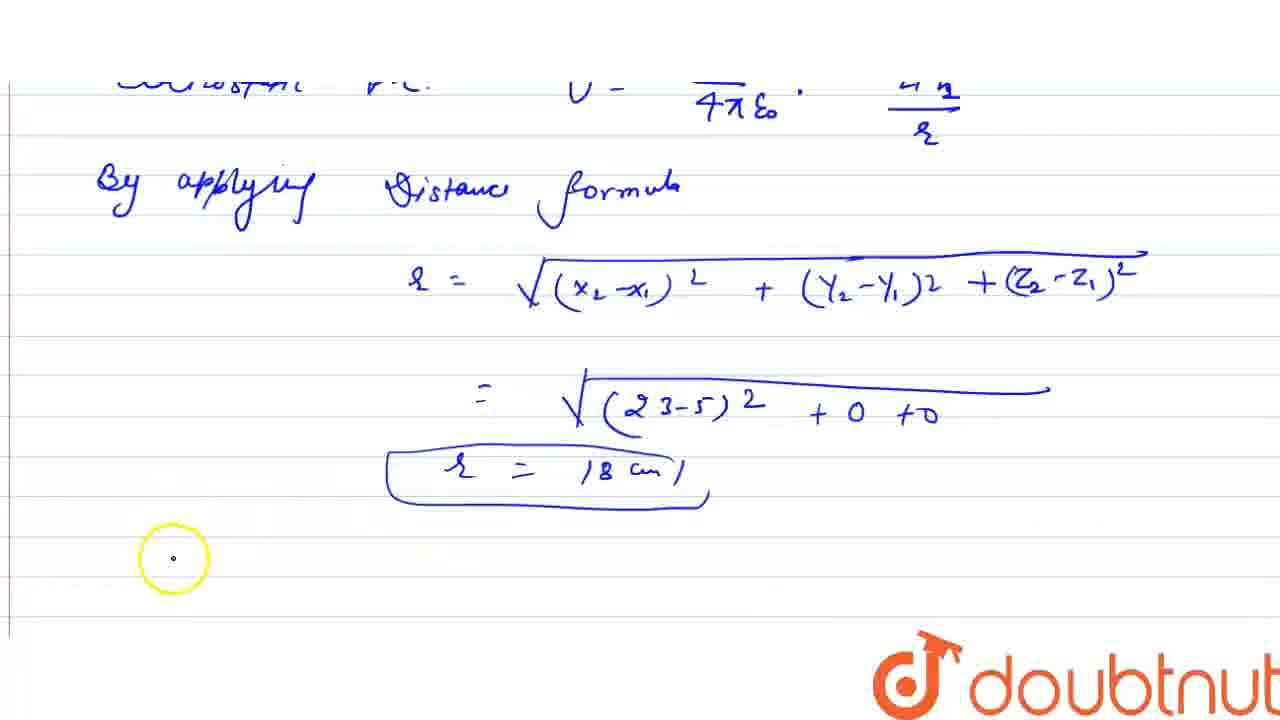 U = 4πε₀ · r
By applying Distance formula
r = √((x₂-x₁)² + (y₂-y₁)² + (z₂-z₁)²)
= √((23-5)² + 0 + 0)
r = 18 cm
doubtnut